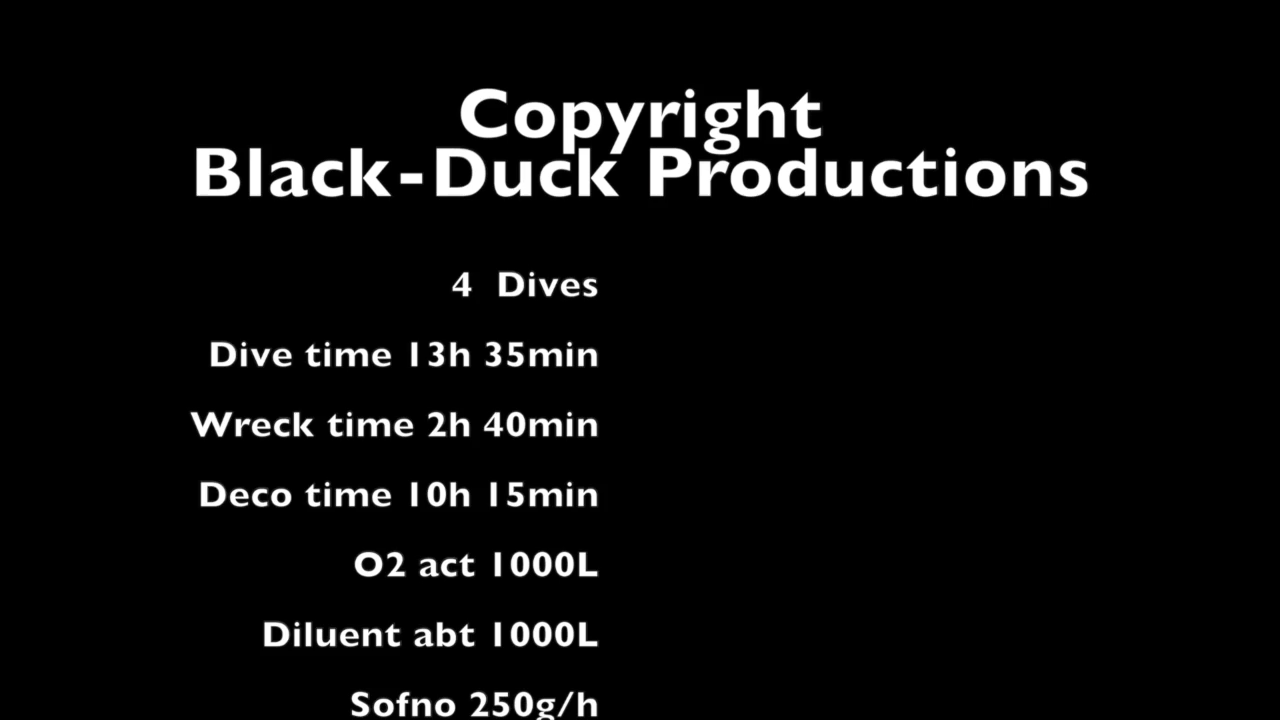 Copyright
Black-Duck Productions
4 Dives
Dive time 13h 35min
Wreck time 2h 40min
Deco time 10h 15min
O2 act 1000L
Diluent abt 1000L
Sofno 250g/h